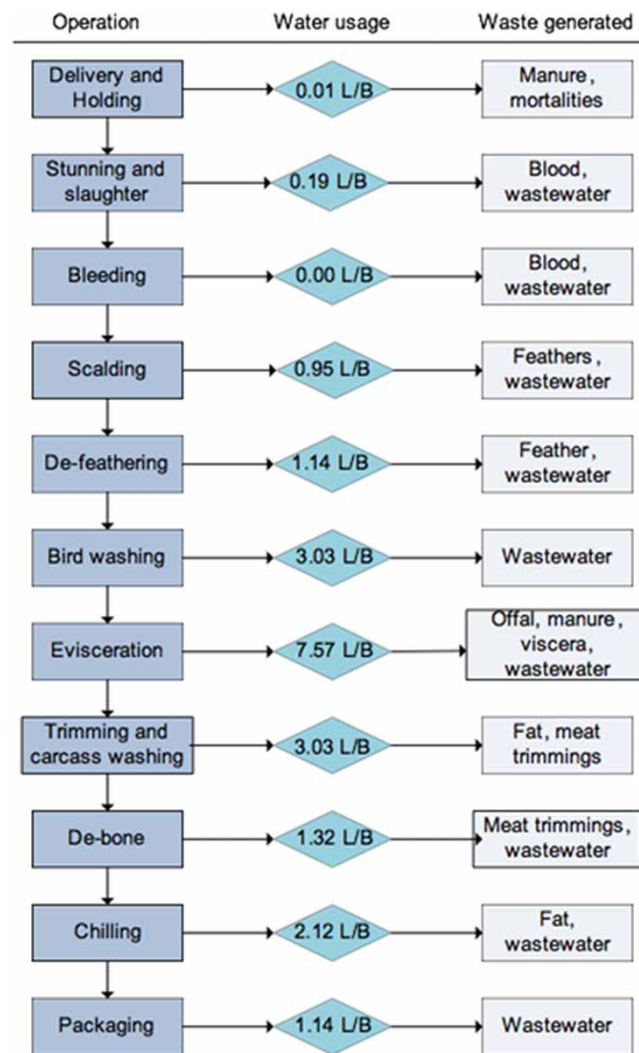 Operation Water usage Waste generated
Delivery and
Holding
0.01 L/B
Manure,
mortalities
Stunning and
slaughter
0.19 L/B
Blood,
wastewater
Bleeding
0.00 L/B
Blood,
wastewater
Scalding
0.95 L/B
Feathers,
wastewater
De-feathering
1.14 L/B
Feather,
wastewater
Bird washing
3.03 L/B
Wastewater
Evisceration
7.57 L/B
Offal, manure,
viscera,
wastewater
Trimming and
carcass washing
3.03 L/B
Fat, meat
trimmings
De-bone
1.32 L/B
Meat trimmings,
wastewater
Chilling
2.12 L/B
Fat,
wastewater
Packaging
1.14 L/B
Wastewater